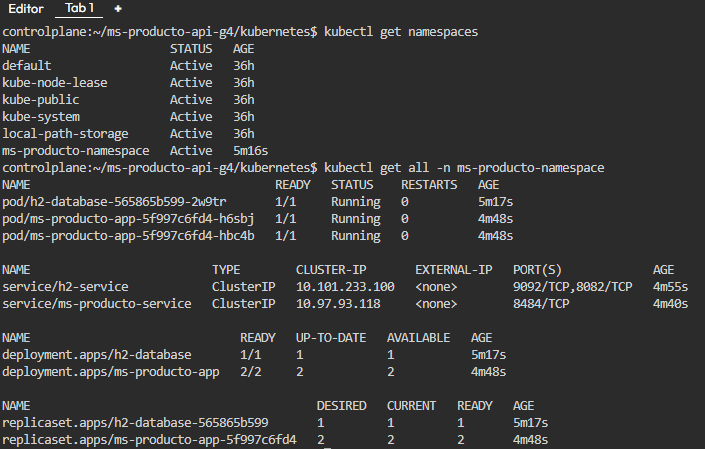 Editor Tab 1 +
controlplane:~/ms-producto-api-g4/kubernetes$ kubectl get namespaces
NAME STATUS AGE
default Active 36h
kube-node-lease Active 36h
kube-public Active 36h
kube-system Active 36h
local-path-storage Active 36h
ms-producto-namespace Active 5m16s
controlplane:~/ms-producto-api-g4/kubernetes$ kubectl get all -n ms-producto-namespace
NAME READY STATUS RESTARTS AGE
pod/h2-database-565865b599-2w9tr 1/1 Running 0 5m17s
pod/ms-producto-app-5f997c6fd4-h6sbj 1/1 Running 0 4m48s
pod/ms-producto-app-5f997c6fd4-hbc4b 1/1 Running 0 4m48s
NAME TYPE CLUSTER-IP EXTERNAL-IP PORT(S) AGE
service/h2-service ClusterIP 10.101.233.100 <none> 9092/TCP,8082/TCP 4m55s
service/ms-producto-service ClusterIP 10.97.93.118 <none> 8484/TCP 4m40s
NAME READY UP-TO-DATE AVAILABLE AGE
deployment.apps/h2-database 1/1 1 1 5m17s
deployment.apps/ms-producto-app 2/2 2 2 4m48s
NAME DESIRED CURRENT READY AGE
replicaset.apps/h2-database-565865b599 1 1 1 5m17s
replicaset.apps/ms-producto-app-5f997c6fd4 2 2 2 4m48s